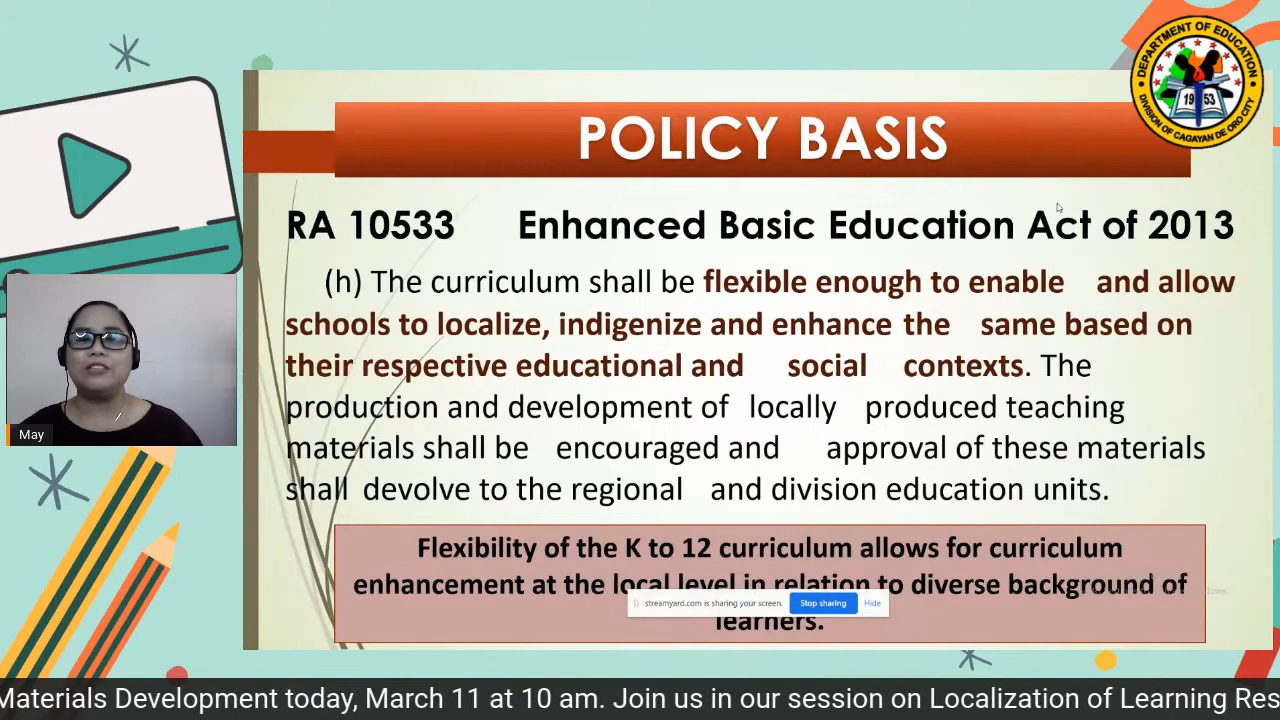 DEPARTMENT OF EDUCATION
19 53
DIVISION OF CAGAYAN DE ORO CITY
POLICY BASIS
RA 10533 Enhanced Basic Education Act of 2013
(h) The curriculum shall be flexible enough to enable and allow
schools to localize, indigenize and enhance the same based on
their respective educational and social contexts. The
production and development of locally produced teaching
materials shall be encouraged and approval of these materials
shall devolve to the regional and division education units.
Flexibility of the K to 12 curriculum allows for curriculum
enhancement at the local level in relation to diverse background of
learners.
streamyard.com is sharing your screen. Stop sharing Hide
May
Materials Development today, March 11 at 10 am. Join us in our session on Localization of Learning Res